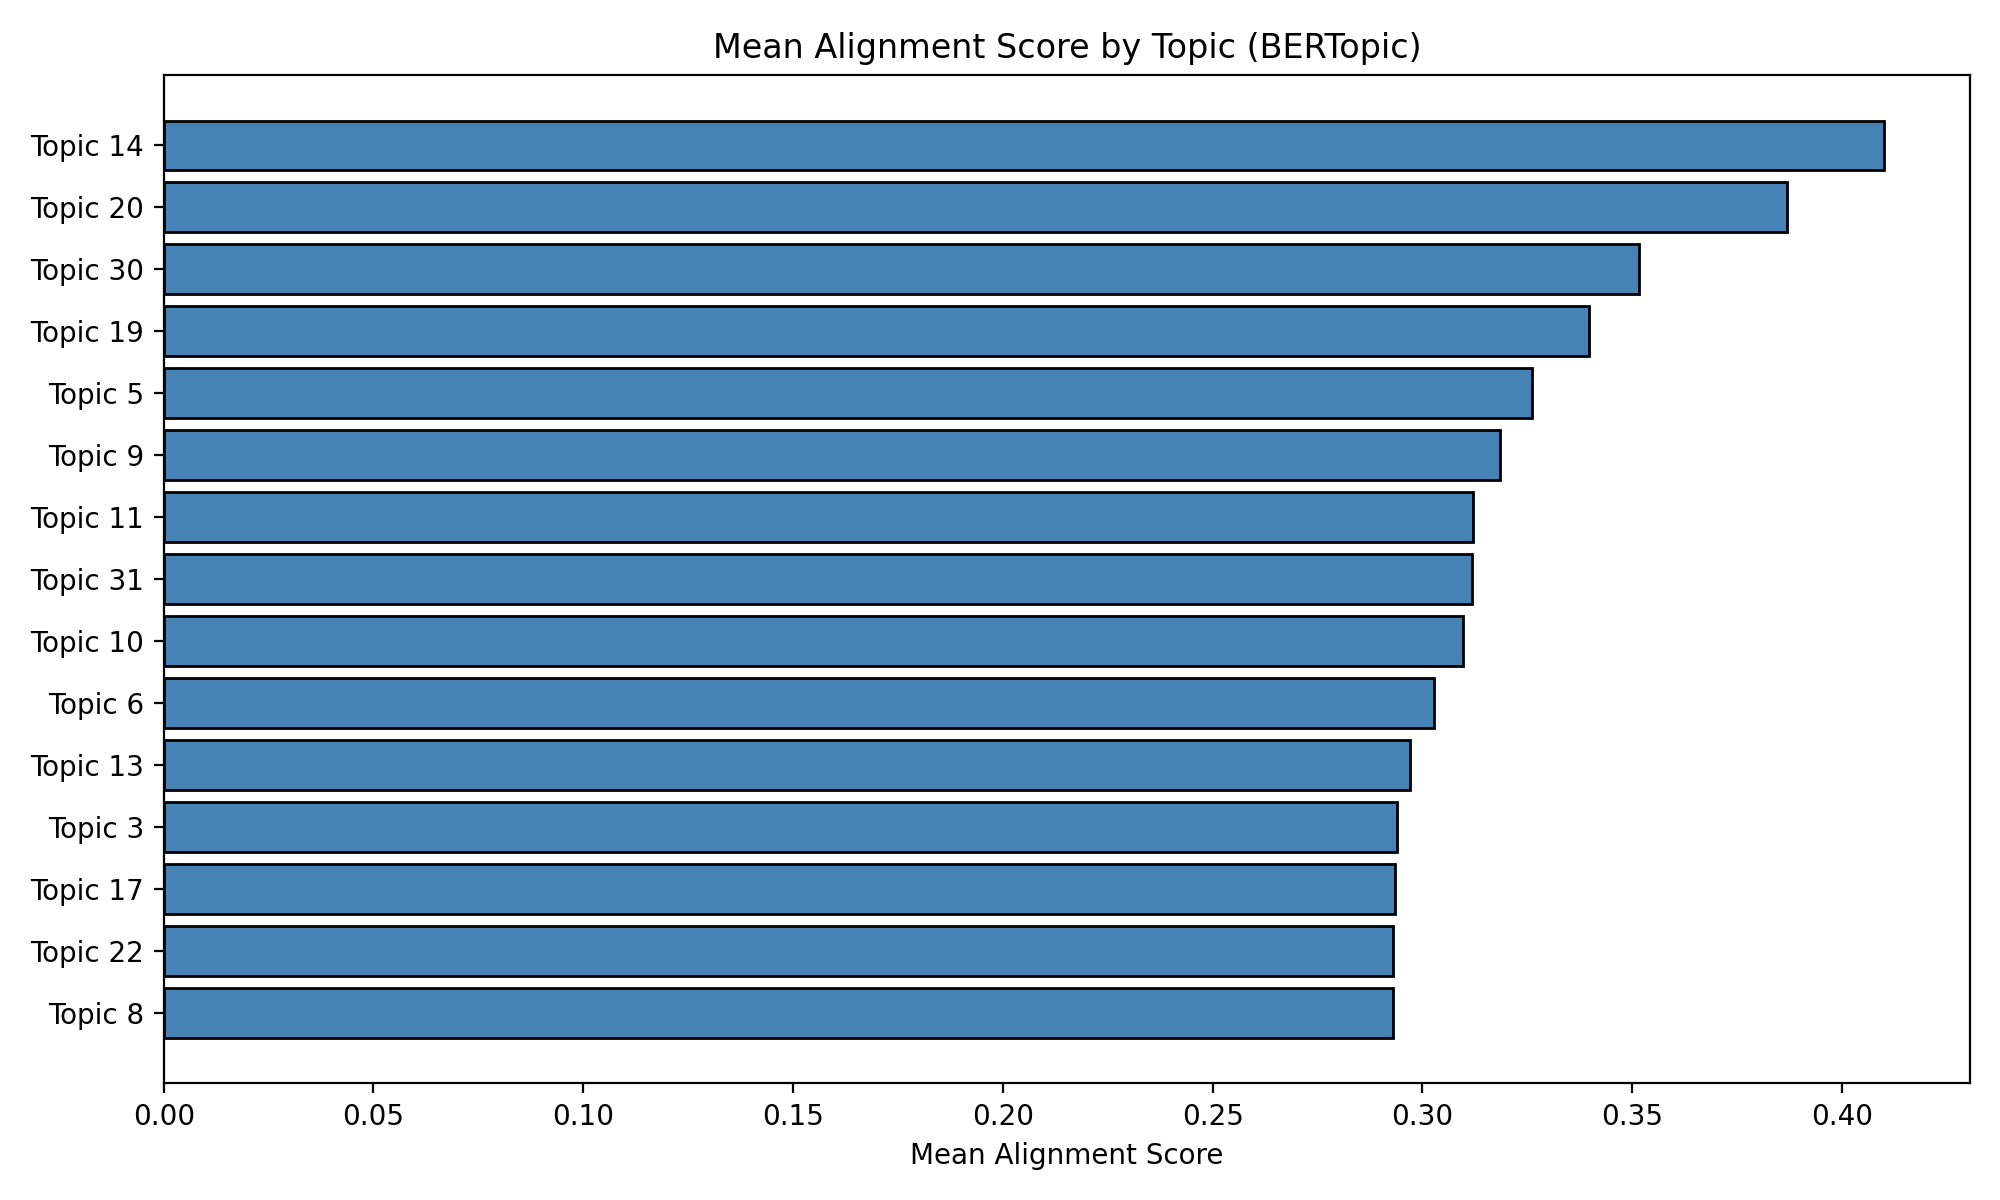 Mean Alignment Score by Topic (BERTopic)
Topic 14
Topic 20
Topic 30
Topic 19
Topic 5
Topic 9
Topic 11
Topic 31
Topic 10
Topic 6
Topic 13
Topic 3
Topic 17
Topic 22
Topic 8
0.00 0.05 0.10 0.15 0.20 0.25 0.30 0.35 0.40
Mean Alignment Score